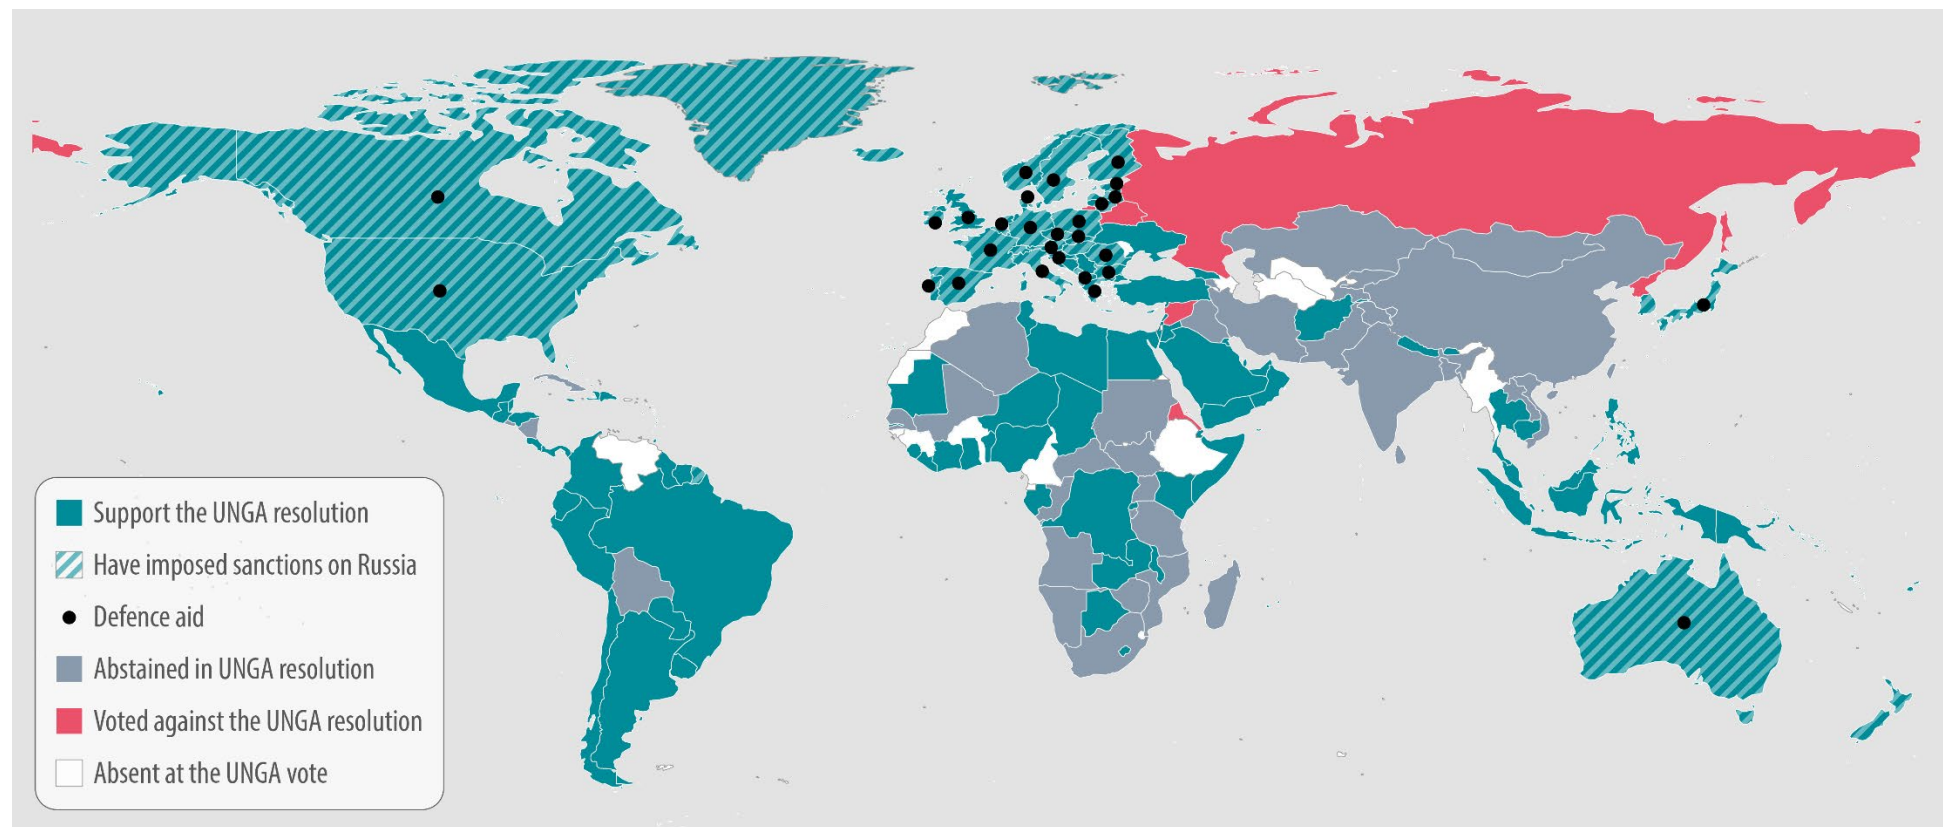 Support the UNGA resolution
Have imposed sanctions on Russia
Defence aid
Abstained in UNGA resolution
Voted against the UNGA resolution
Absent at the UNGA vote